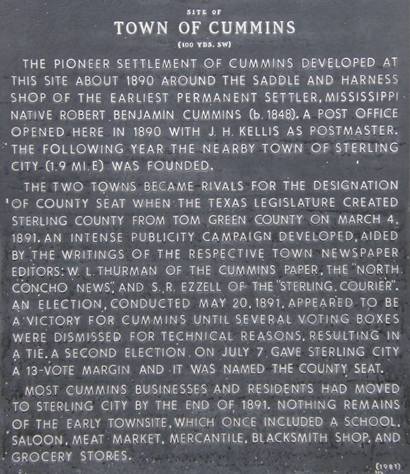 SITE OF
TOWN OF CUMMINS
(100 YDS. SW)
THE PIONEER SETTLEMENT OF CUMMINS DEVELOPED AT
THIS SITE ABOUT 1890 AROUND THE SADDLE AND HARNESS
SHOP OF THE EARLIEST PERMANENT SETTLER, MISSISSIPPI
NATIVE ROBERT BENJAMIN CUMMINS (b. 1848). A POST OFFICE
OPENED HERE IN 1890 WITH J. H. KELLIS AS POSTMASTER.
THE FOLLOWING YEAR THE NEARBY TOWN OF STERLING
CITY (1.9 MI. E) WAS FOUNDED.
THE TWO TOWNS BECAME RIVALS FOR THE DESIGNATION
OF COUNTY SEAT WHEN THE TEXAS LEGISLATURE CREATED
STERLING COUNTY FROM TOM GREEN COUNTY ON MARCH 4,
1891. AN INTENSE PUBLICITY CAMPAIGN DEVELOPED, AIDED
BY THE WRITINGS OF THE RESPECTIVE TOWN NEWSPAPER
EDITORS: W. L. THURMAN OF THE CUMMINS PAPER, THE "NORTH
CONCHO NEWS", AND S. R. EZZELL OF THE "STERLING COURIER".
AN ELECTION, CONDUCTED MAY 20, 1891, APPEARED TO BE
A VICTORY FOR CUMMINS UNTIL SEVERAL VOTING BOXES
WERE DISMISSED FOR TECHNICAL REASONS, RESULTING IN
A TIE. A SECOND ELECTION ON JULY 7 GAVE STERLING CITY
A 13-VOTE MARGIN AND IT WAS NAMED THE COUNTY SEAT.
MOST CUMMINS BUSINESSES AND RESIDENTS HAD MOVED
TO STERLING CITY BY THE END OF 1891. NOTHING REMAINS
OF THE EARLY TOWNSITE, WHICH ONCE INCLUDED A SCHOOL,
SALOON, MEAT MARKET, MERCANTILE, BLACKSMITH SHOP, AND
GROCERY STORES.
(1981)